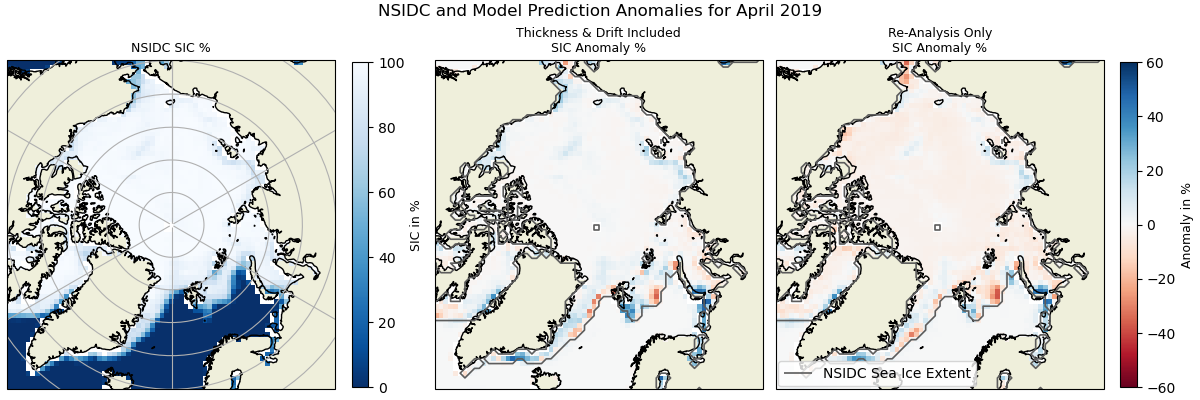 NSIDC and Model Prediction Anomalies for April 2019
NSIDC SIC %
100
80
60
40
20
0
SIC in %
Thickness & Drift Included
SIC Anomaly %
Re-Analysis Only
SIC Anomaly %
NSIDC Sea Ice Extent
60
40
20
0
−20
−40
−60
Anomaly in %